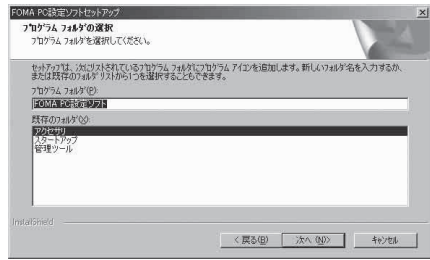 FOMA PC設定ソフトセットアップ
プログラム フォルダの選択
プログラム フォルダを選択してください。
セットアップは、次にリストされているプログラム フォルダにプログラム アイコンを追加します。新しいフォルダ名を入力するか、
または既存のフォルダ リストから1つを選択することもできます。
プログラム フォルダ(P):
FOMA PC設定ソフト
既存のフォルダ(X):
アクセサリ
スタートアップ
管理ツール
InstallShield
< 戻る(B)
次へ (N)>
キャンセル